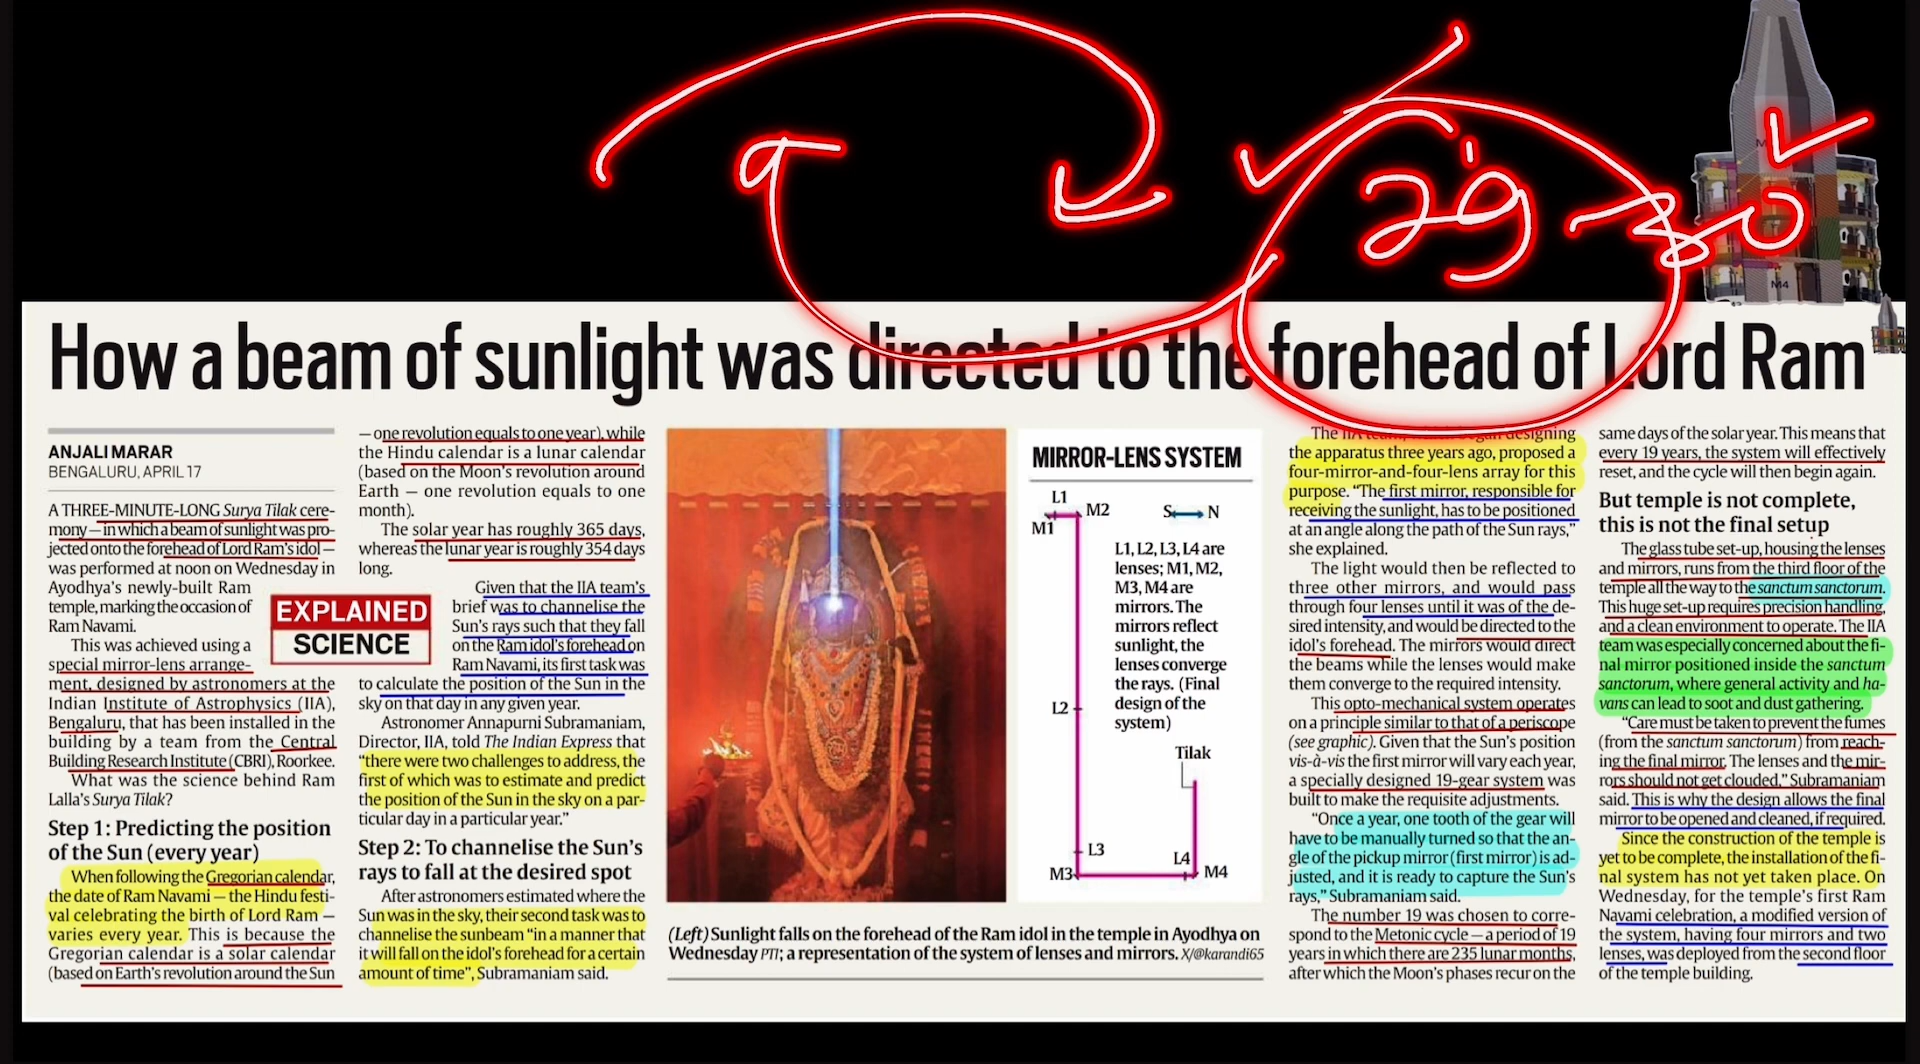 29-30
M4
How a beam of sunlight was directed to the forehead of Lord Ram
ANJALI MARAR
BENGALURU, APRIL 17
A THREE-MINUTE-LONG Surya Tilak cere-
mony — in which a beam of sunlight was pro-
jected onto the forehead of Lord Ram's idol —
was performed at noon on Wednesday in
Ayodhya's newly-built Ram
temple, marking the occasion of
Ram Navami.
This was achieved using a
special mirror-lens arrange-
ment, designed by astronomers at the
Indian Institute of Astrophysics (IIA),
Bengaluru, that has been installed in the
building by a team from the Central
Building Research Institute (CBRI), Roorkee.
What was the science behind Ram
Lalla's Surya Tilak?
Step 1: Predicting the position
of the Sun (every year)
When following the Gregorian calendar,
the date of Ram Navami — the Hindu festi-
val celebrating the birth of Lord Ram —
varies every year. This is because the
Gregorian calendar is a solar calendar
(based on Earth's revolution around the Sun
— one revolution equals to one year), while
the Hindu calendar is a lunar calendar
(based on the Moon's revolution around
Earth — one revolution equals to one
month).
The solar year has roughly 365 days,
whereas the lunar year is roughly 354 days
long.
EXPLAINED
SCIENCE
Given that the IIA team's
brief was to channelise the
Sun's rays such that they fall
on the Ram idol's forehead on
Ram Navami, its first task was
to calculate the position of the Sun in the
sky on that day in any given year.
Astronomer Annapurni Subramaniam,
Director, IIA, told The Indian Express that
"there were two challenges to address, the
first of which was to estimate and predict
the position of the Sun in the sky on a par-
ticular day in a particular year."
Step 2: To channelise the Sun's
rays to fall at the desired spot
After astronomers estimated where the
Sun was in the sky, their second task was to
channelise the sunbeam "in a manner that
it will fall on the idol's forehead for a certain
amount of time", Subramaniam said.
MIRROR-LENS SYSTEM
L1
M2
S N
M1
L1, L2, L3, L4 are
lenses; M1, M2,
M3, M4 are
mirrors. The
mirrors reflect
sunlight, the
lenses converge
the rays. (Final
design of the
system)
L2
Tilak
L3
L4
M3
M4
(Left) Sunlight falls on the forehead of the Ram idol in the temple in Ayodhya on
Wednesday PTI; a representation of the system of lenses and mirrors. X/@karandi65
The IIA team, designing
the apparatus three years ago, proposed a
four-mirror-and-four-lens array for this
purpose. "The first mirror, responsible for
receiving the sunlight, has to be positioned
at an angle along the path of the Sun rays,"
she explained.
The light would then be reflected to
three other mirrors, and would pass
through four lenses until it was of the de-
sired intensity, and would be directed to the
idol's forehead. The mirrors would direct
the beams while the lenses would make
them converge to the required intensity.
This opto-mechanical system operates
on a principle similar to that of a periscope
(see graphic). Given that the Sun's position
vis-à-vis the first mirror will vary each year,
a specially designed 19-gear system was
built to make the requisite adjustments.
"Once a year, one tooth of the gear will
have to be manually turned so that the an-
gle of the pickup mirror (first mirror) is ad-
justed, and it is ready to capture the Sun's
rays," Subramaniam said.
The number 19 was chosen to corre-
spond to the Metonic cycle — a period of 19
years in which there are 235 lunar months,
after which the Moon's phases recur on the
same days of the solar year. This means that
every 19 years, the system will effectively
reset, and the cycle will then begin again.
But temple is not complete,
this is not the final setup
The glass tube set-up, housing the lenses
and mirrors, runs from the third floor of the
temple all the way to the sanctum sanctorum.
This huge set-up requires precision handling,
and a clean environment to operate. The IIA
team was especially concerned about the fi-
nal mirror positioned inside the sanctum
sanctorum, where general activity and ha-
vans can lead to soot and dust gathering.
"Care must be taken to prevent the fumes
(from the sanctum sanctorum) from reach-
ing the final mirror. The lenses and the mir-
rors should not get clouded," Subramaniam
said. This is why the design allows the final
mirror to be opened and cleaned, if required.
Since the construction of the temple is
yet to be complete, the installation of the fi-
nal system has not yet taken place. On
Wednesday, for the temple's first Ram
Navami celebration, a modified version of
the system, having four mirrors and two
lenses, was deployed from the second floor
of the temple building.